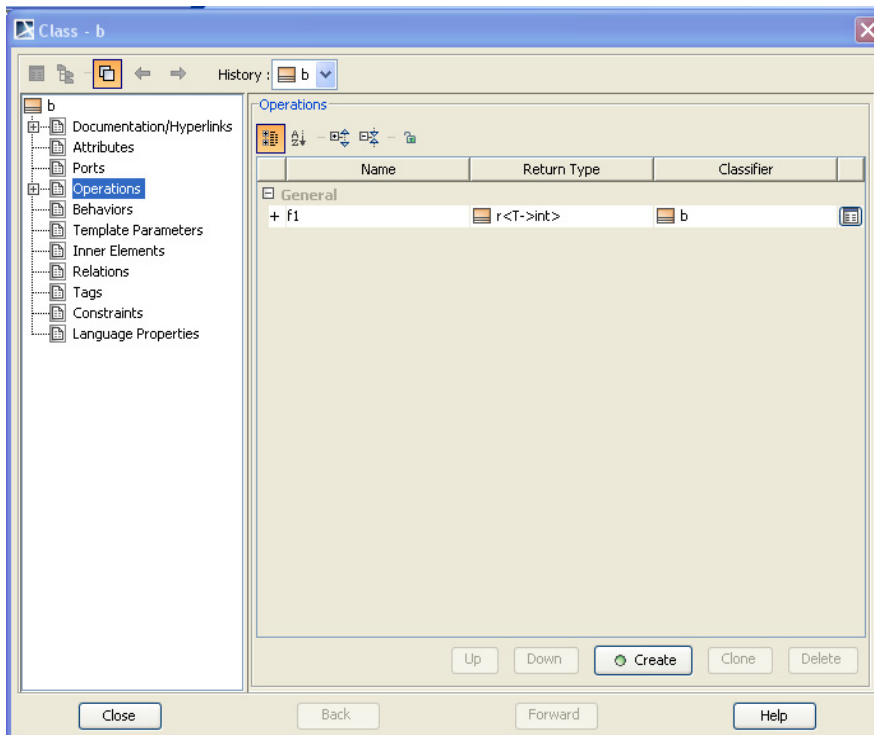 Class - b
History : b
b
Documentation/Hyperlinks
Attributes
Ports
Operations
Behaviors
Template Parameters
Inner Elements
Relations
Tags
Constraints
Language Properties
Operations
Name Return Type Classifier
General
+ f1 r<T->int> b
Up Down Create Clone Delete
Close Back Forward Help